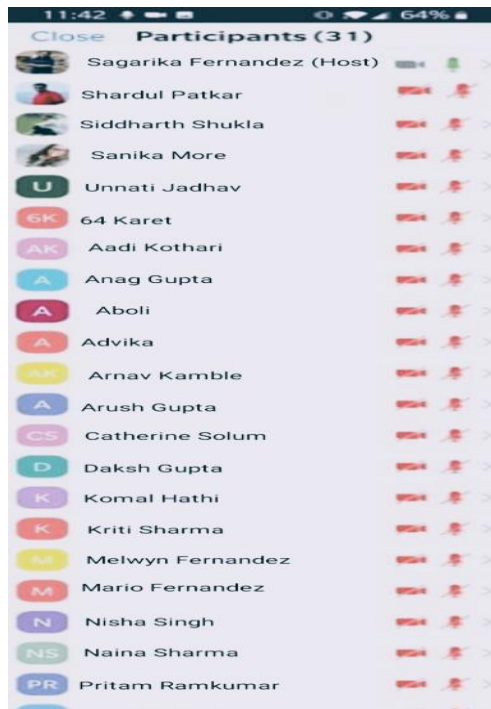 11:42 64%
Close Participants (31)
Sagarika Fernandez (Host)
Shardul Patkar
Siddharth Shukla
Sanika More
U Unnati Jadhav
6K 64 Karet
AK Aadi Kothari
A Anag Gupta
A Aboli
A Advika
AK Arnav Kamble
A Arush Gupta
CS Catherine Solum
D Daksh Gupta
K Komal Hathi
K Kriti Sharma
M Melwyn Fernandez
M Mario Fernandez
N Nisha Singh
NS Naina Sharma
PR Pritam Ramkumar